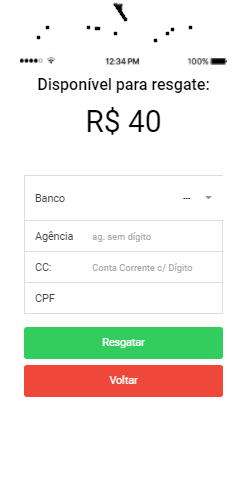 12:34 PM
100%
Disponível para resgate:
R$ 40
Banco ---
Agência ag. sem dígito
CC: Conta Corrente c/ Dígito
CPF
Resgatar
Voltar